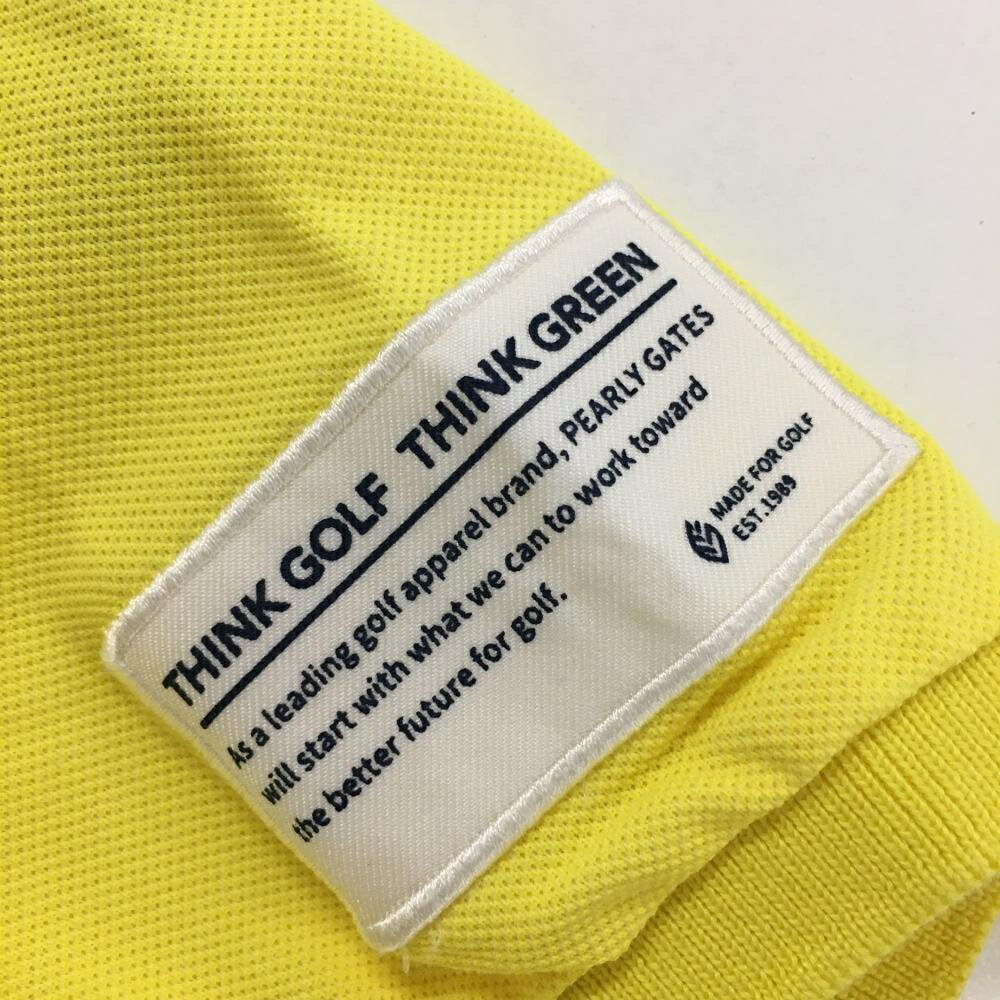 THINK GOLF THINK GREEN
As a leading golf apparel brand, PEARLY GATES
will start with what we can to work toward
the better future for golf.
MADE FOR GOLF
EST.1989